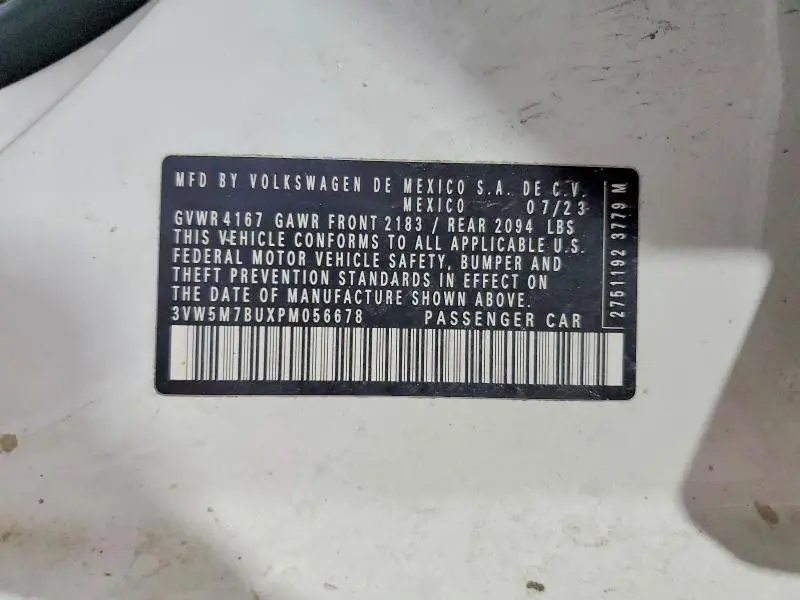 MFD BY VOLKSWAGEN DE MEXICO S.A. DE C.V.
MEXICO 07/23
GVWR 4167 GAWR FRONT 2183 / REAR 2094 LBS
THIS VEHICLE CONFORMS TO ALL APPLICABLE U.S.
FEDERAL MOTOR VEHICLE SAFETY, BUMPER AND
THEFT PREVENTION STANDARDS IN EFFECT ON
THE DATE OF MANUFACTURE SHOWN ABOVE.
3VW5M7BUXPM056678 PASSENGER CAR
2751192 3779 M